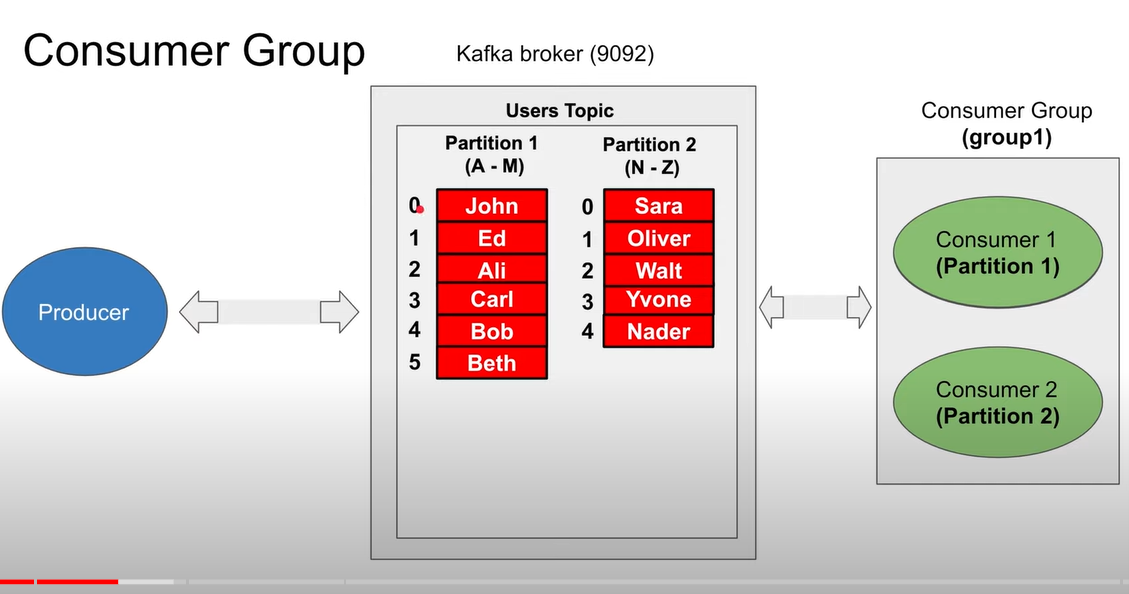 Consumer Group
Kafka broker (9092)
Users Topic
Partition 1
(A - M)
0 John
1 Ed
2 Ali
3 Carl
4 Bob
5 Beth
Partition 2
(N - Z)
0 Sara
1 Oliver
2 Walt
3 Yvone
4 Nader
Producer
Consumer Group
(group1)
Consumer 1
(Partition 1)
Consumer 2
(Partition 2)